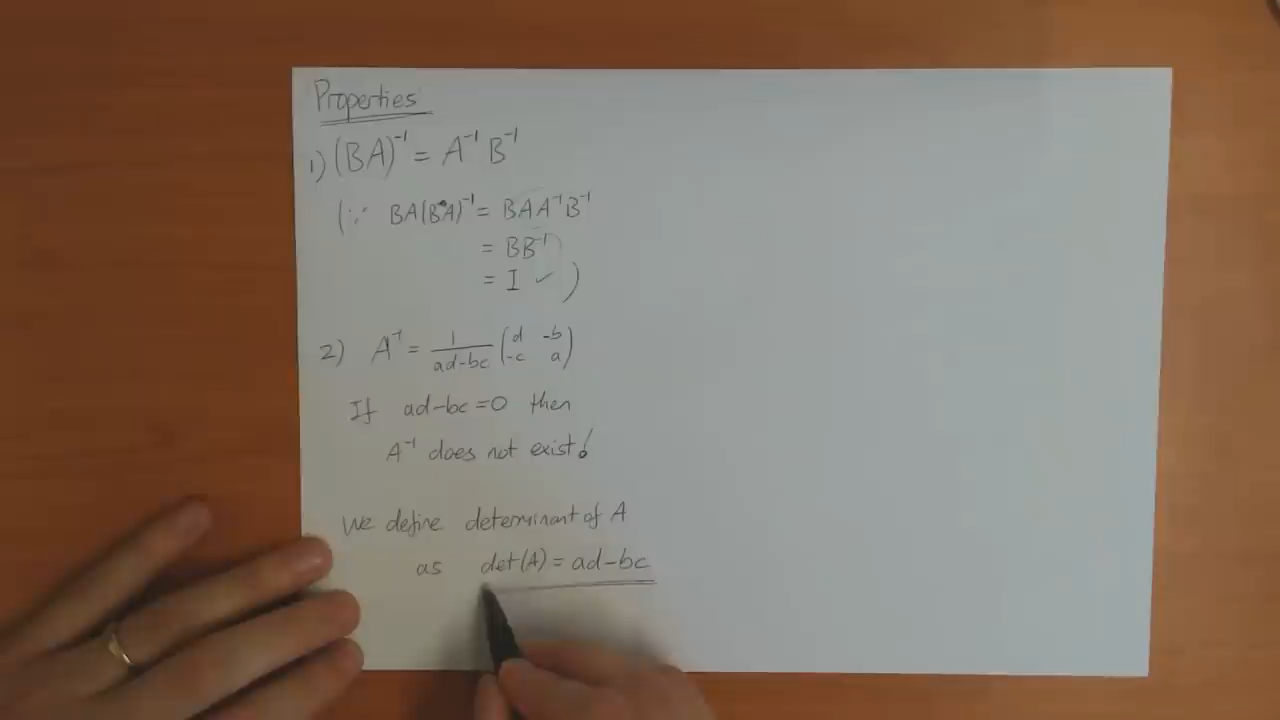 Properties
1) (BA)⁻¹ = A⁻¹ B⁻¹
(∵ BA(BA)⁻¹ = BAA⁻¹B⁻¹
= BB⁻¹
= I ✓ )
2) A⁻¹ = 1/(ad-bc) (d -b; -c a)
If ad-bc=0 then
A⁻¹ does not exist!
We define determinant of A
as det(A) = ad-bc